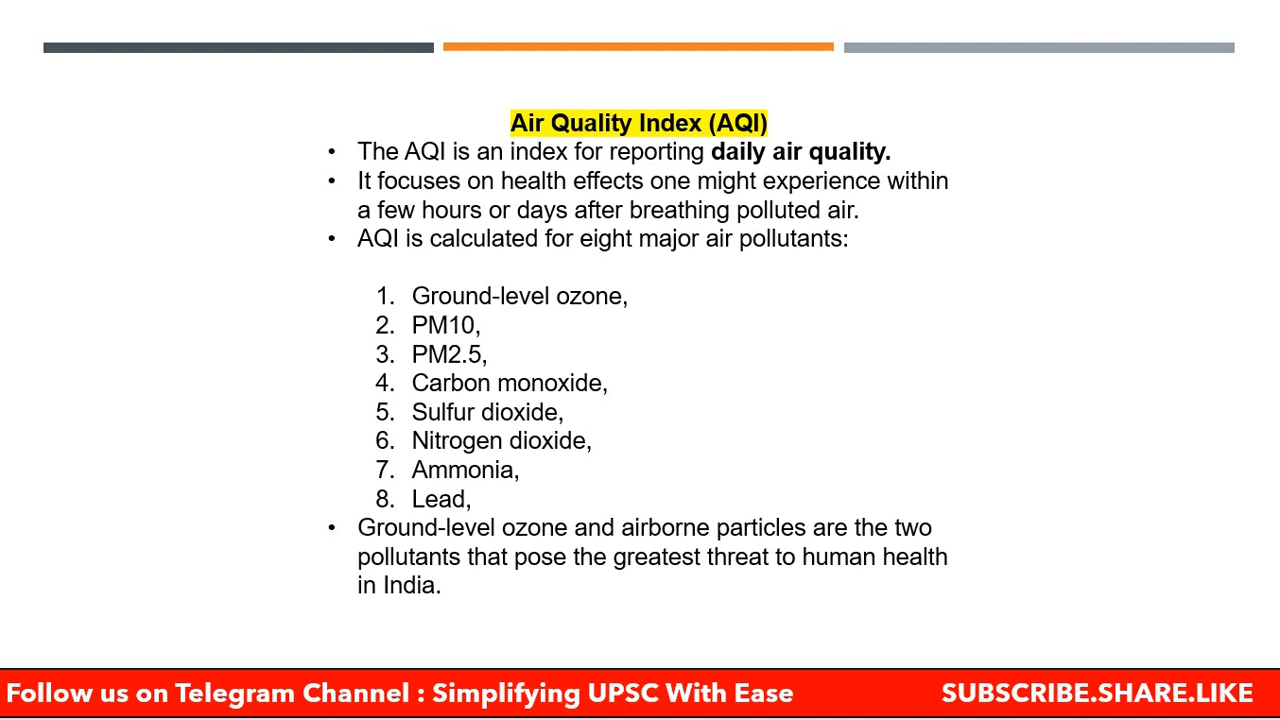 Air Quality Index (AQI)
• The AQI is an index for reporting daily air quality.
• It focuses on health effects one might experience within
a few hours or days after breathing polluted air.
• AQI is calculated for eight major air pollutants:
1. Ground-level ozone,
2. PM10,
3. PM2.5,
4. Carbon monoxide,
5. Sulfur dioxide,
6. Nitrogen dioxide,
7. Ammonia,
8. Lead,
• Ground-level ozone and airborne particles are the two
pollutants that pose the greatest threat to human health
in India.
Follow us on Telegram Channel : Simplifying UPSC With Ease
SUBSCRIBE.SHARE.LIKE